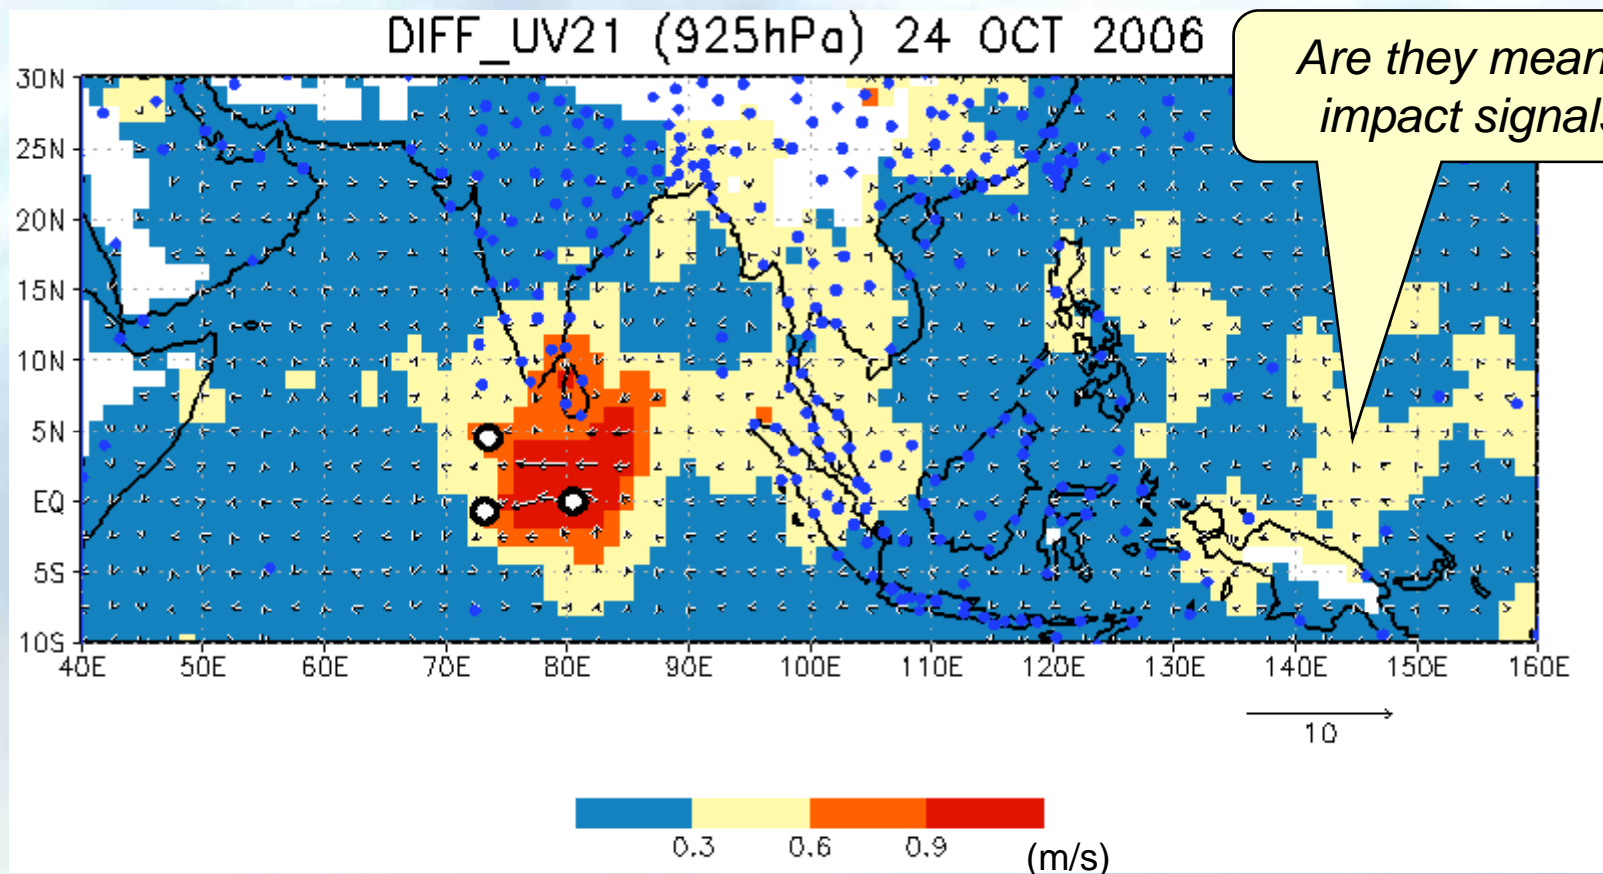 DIFF_UV21 (925hPa) 24 OCT 2006
Are they mean
impact signals
30N
25N
20N
15N
10N
5N
EQ
5S
10S
40E 50E 60E 70E 80E 90E 100E 110E 120E 130E 140E 150E 160E
10
0.3 0.6 0.9 (m/s)